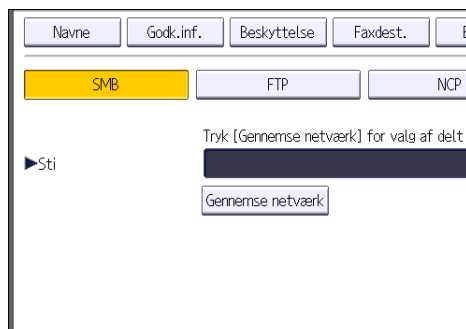 Navne Godk.inf. Beskyttelse Faxdest.
SMB FTP NCP
Tryk [Gennemse netværk] for valg af delt
▶Sti
Gennemse netværk